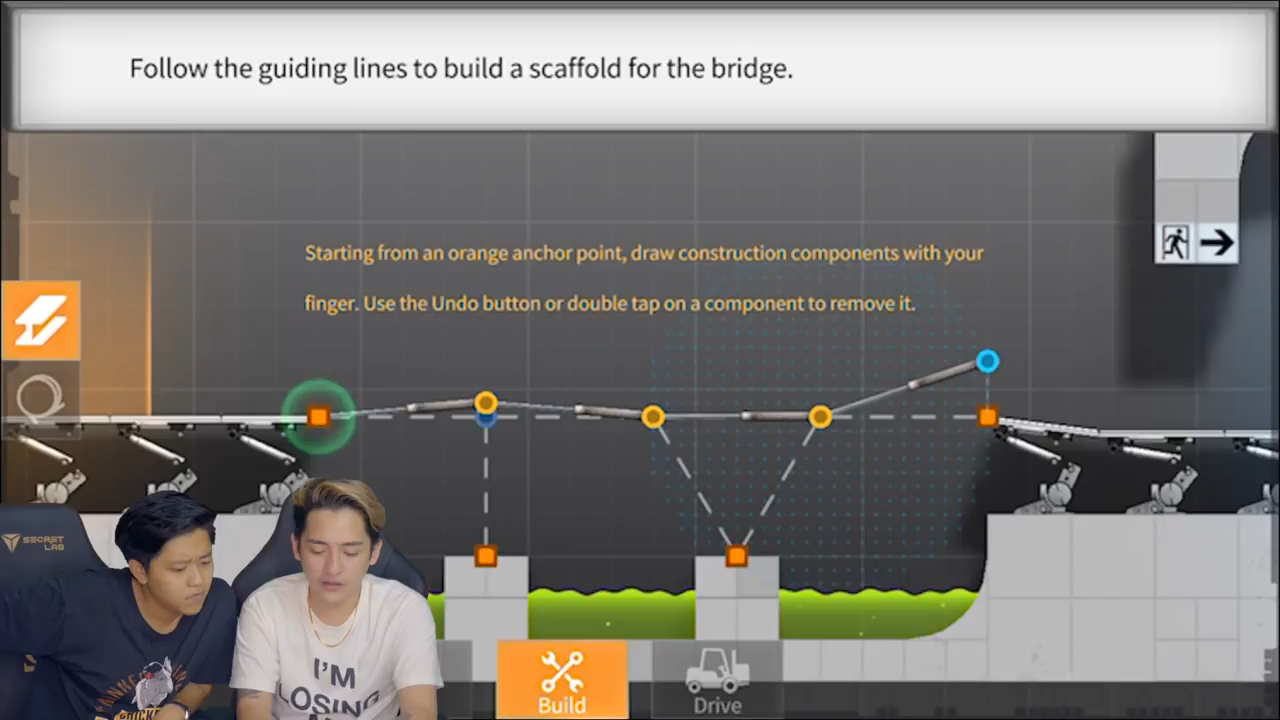 Follow the guiding lines to build a scaffold for the bridge.
Starting from an orange anchor point, draw construction components with your
finger. Use the Undo button or double tap on a component to remove it.
SECRET
LAB
I'M
LOSING
Build
Drive